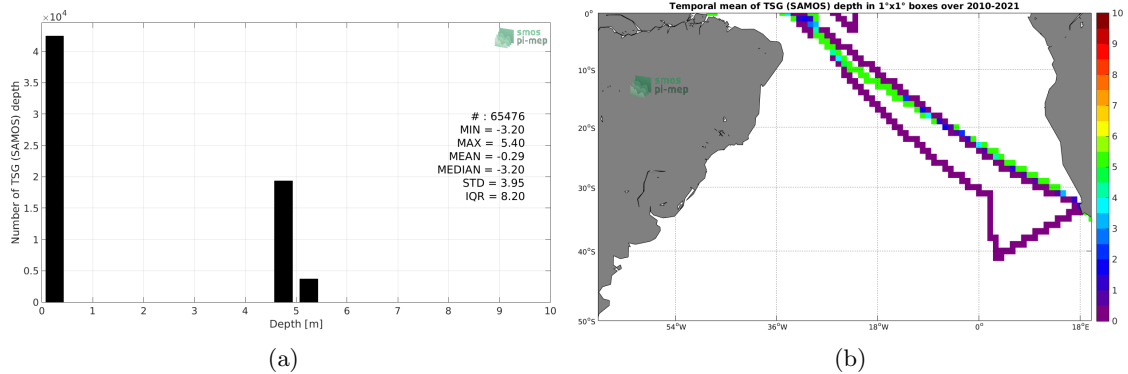 ×10⁴
4
3.5
3
2.5
2
1.5
1
0.5
0
Number of TSG (SAMOS) depth
smos
pi-mep
# : 65476
MIN = -3.20
MAX = 5.40
MEAN = -0.29
MEDIAN = -3.20
STD = 3.95
IQR = 8.20
0 1 2 3 4 5 6 7 8 9 10
Depth [m]
(a)
Temporal mean of TSG (SAMOS) depth in 1°x1° boxes over 2010-2021
0°
10°S
20°S
30°S
40°S
50°S
smos
pi-mep
54°W 36°W 18°W 0° 18°E
10
9
8
7
6
5
4
3
2
1
0
(b)